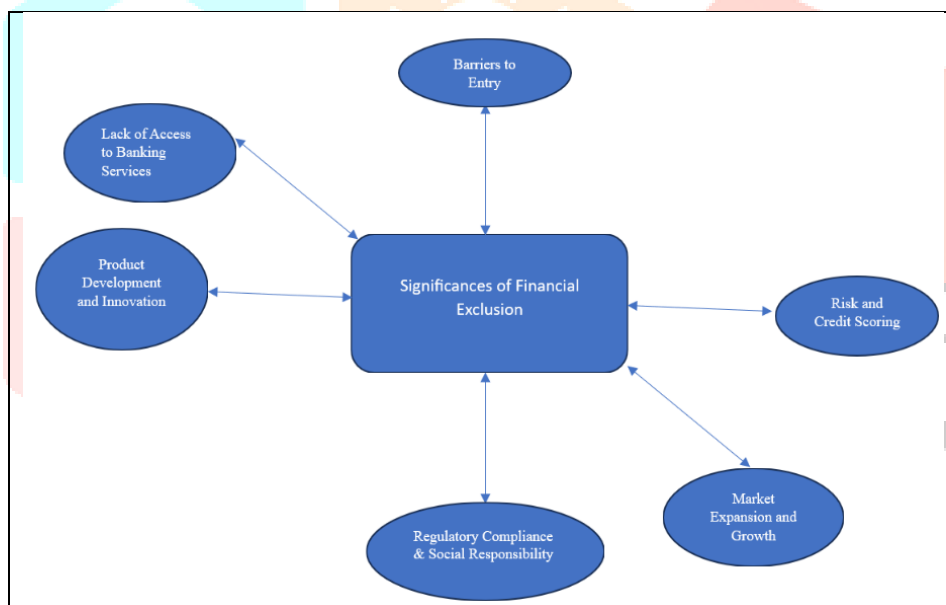 Barriers to
Entry
Lack of Access
to Banking
Services
Product
Development
and Innovation
Significances of Financial
Exclusion
Risk and
Credit Scoring
Market
Expansion and
Growth
Regulatory Compliance
& Social Responsibility